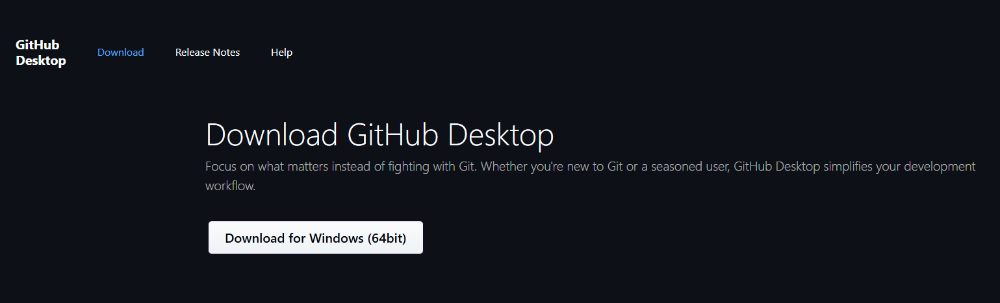 GitHub
Desktop
Download
Release Notes
Help
Download GitHub Desktop
Focus on what matters instead of fighting with Git. Whether you're new to Git or a seasoned user, GitHub Desktop simplifies your development
workflow.
Download for Windows (64bit)